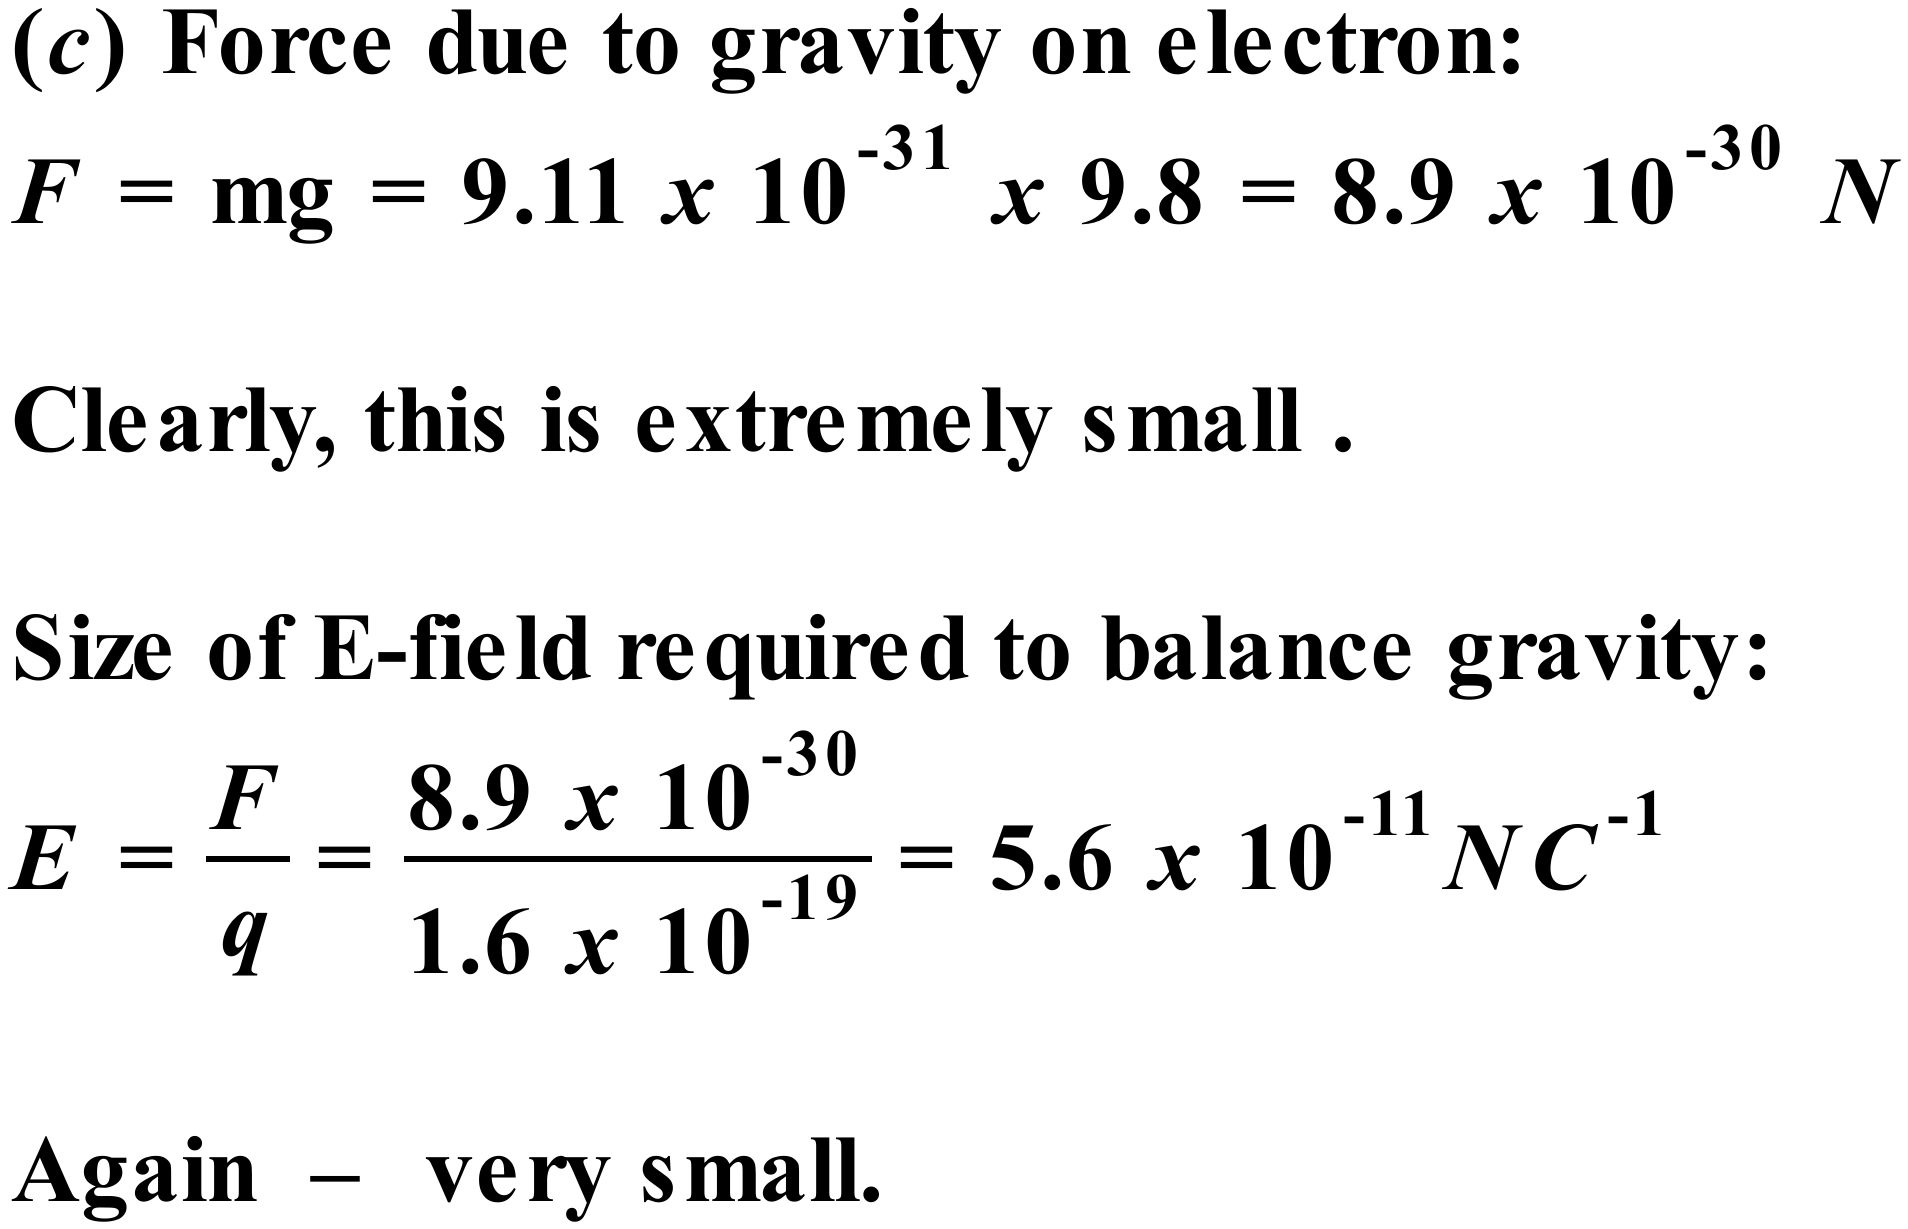 (c) Force due to gravity on electron:
F = mg = 9.11 x 10^-31 x 9.8 = 8.9 x 10^-30 N
Clearly, this is extremely small .
Size of E-field required to balance gravity:
E = F/q = 8.9 x 10^-30 / 1.6 x 10^-19 = 5.6 x 10^-11 NC^-1
Again – very small.